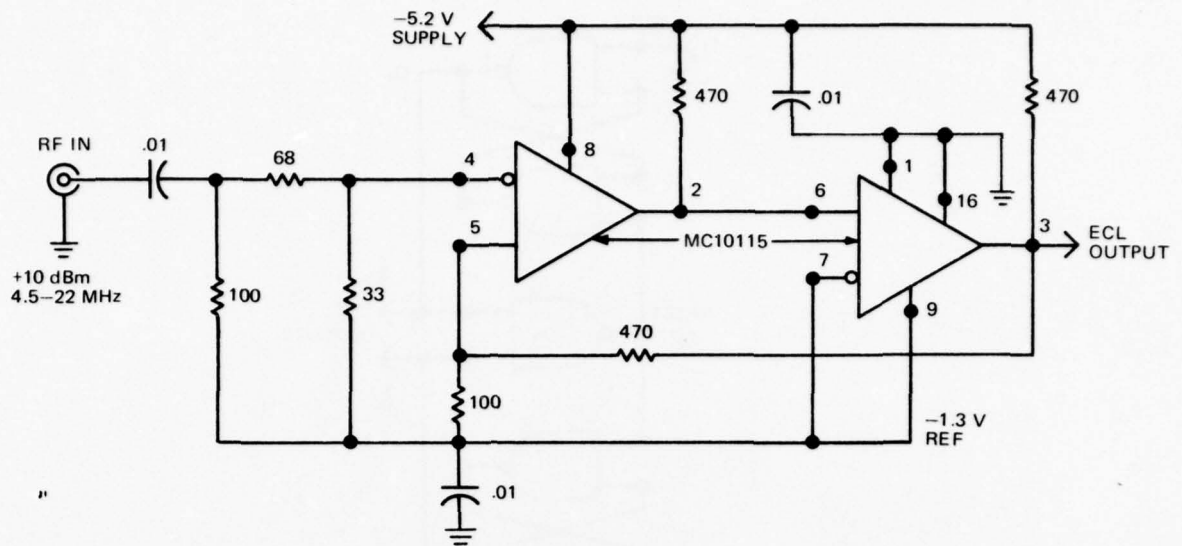 −5.2 V
SUPPLY
470
.01
470
RF IN
.01
68
4
8
2
6
1
16
3
ECL
OUTPUT
5
MC10115
7
+10 dBm
4.5−22 MHz
100
33
9
470
100
−1.3 V
REF
.01